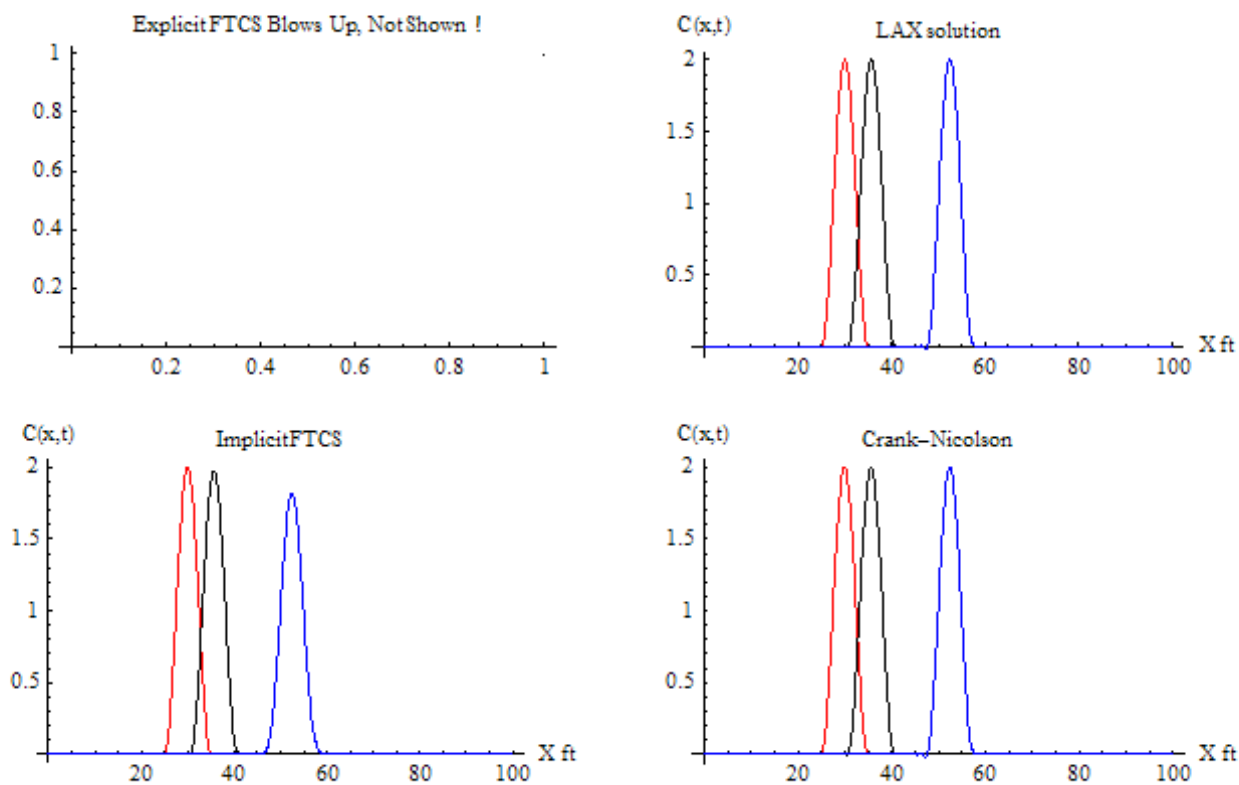 Explicit FTCS Blows Up, Not Shown !
1
0.8
0.6
0.4
0.2
0.2 0.4 0.6 0.8 1
C(x,t)
LAX solution
2
1.5
1
0.5
X ft
20 40 60 80 100
C(x,t)
Implicit FTCS
2
1.5
1
0.5
X ft
20 40 60 80 100
C(x,t)
Crank–Nicolson
2
1.5
1
0.5
X ft
20 40 60 80 100